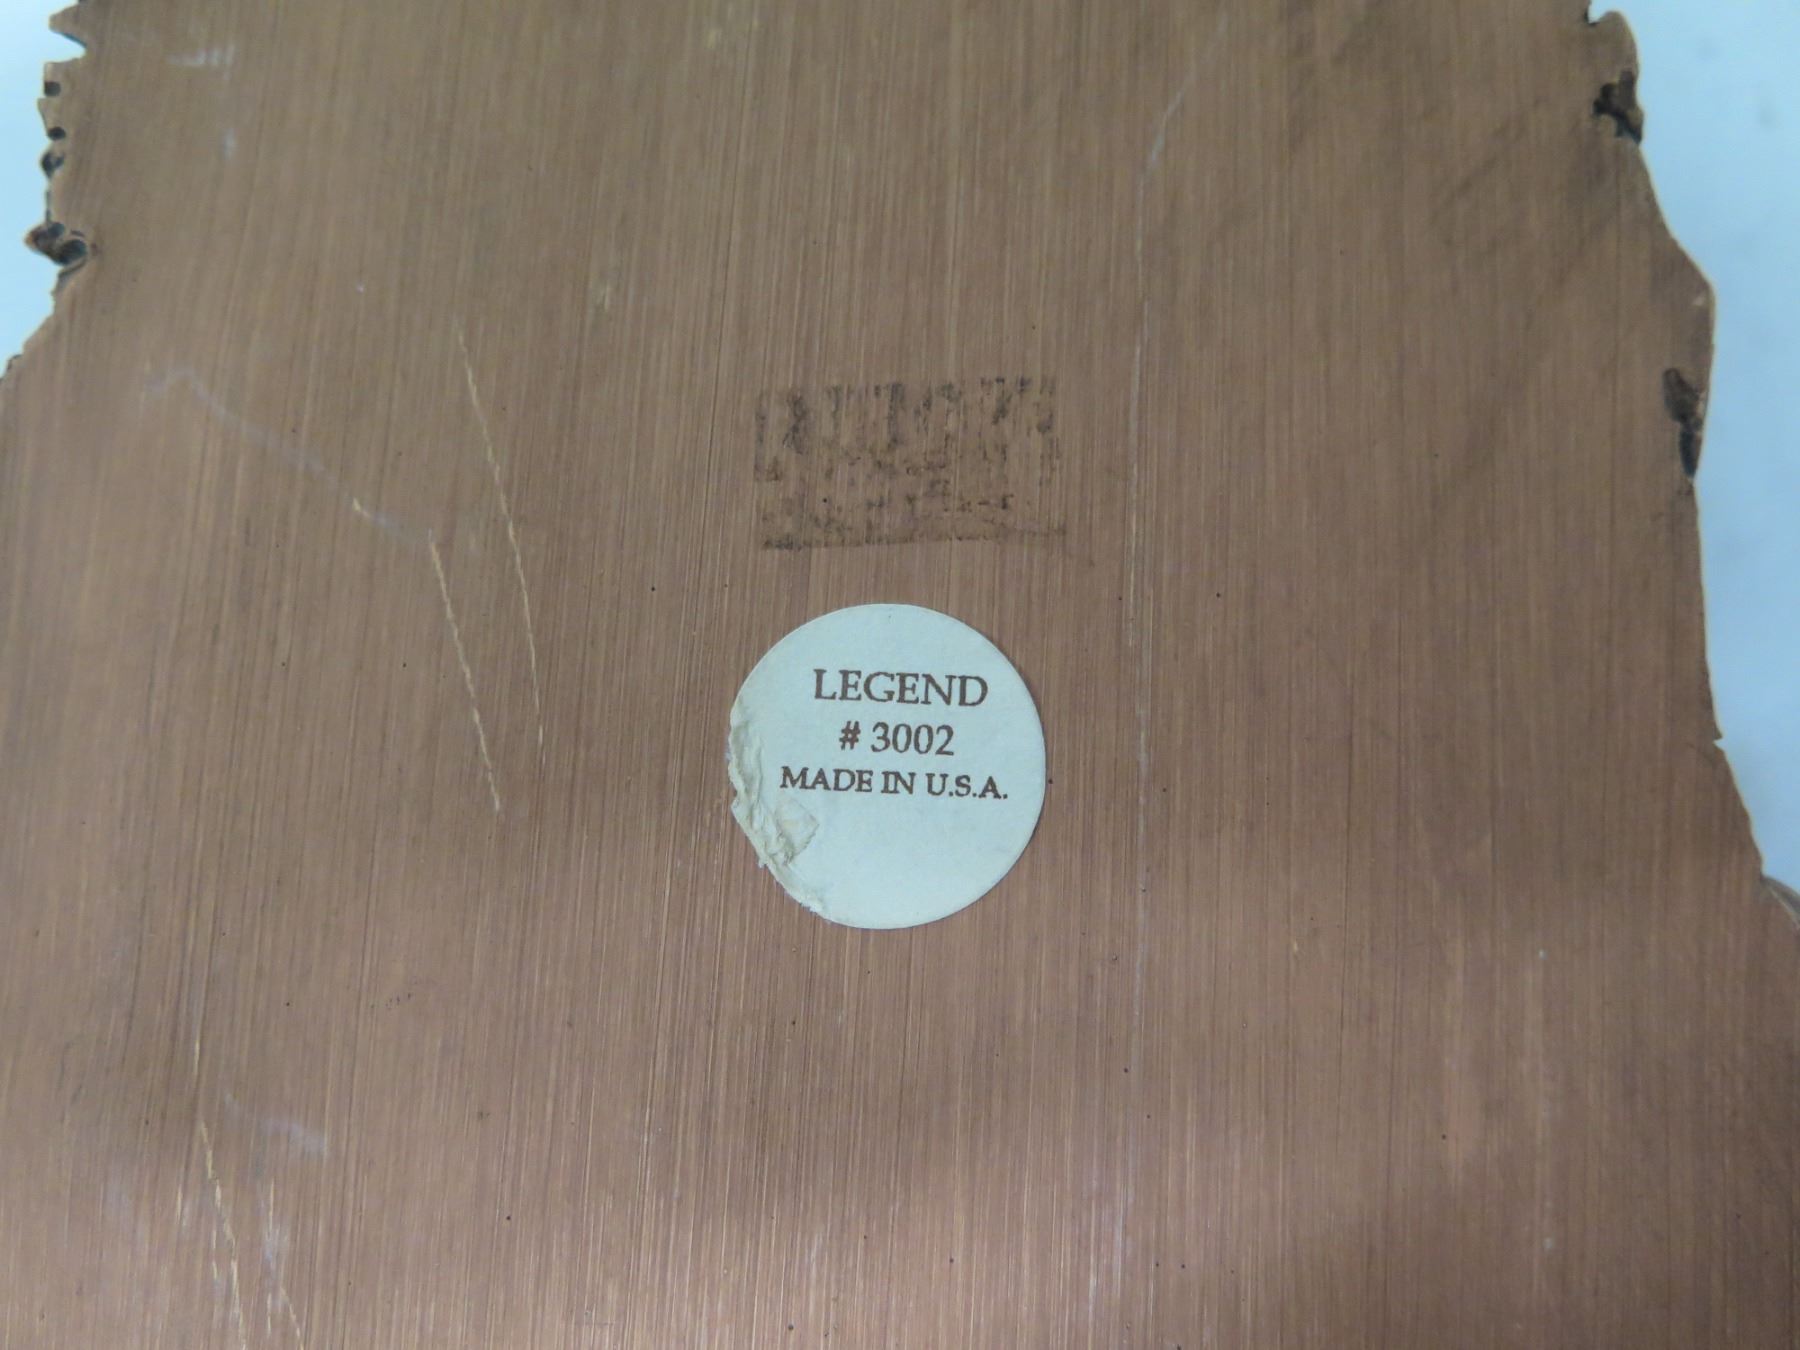 LEGEND
# 3002
MADE IN U.S.A.